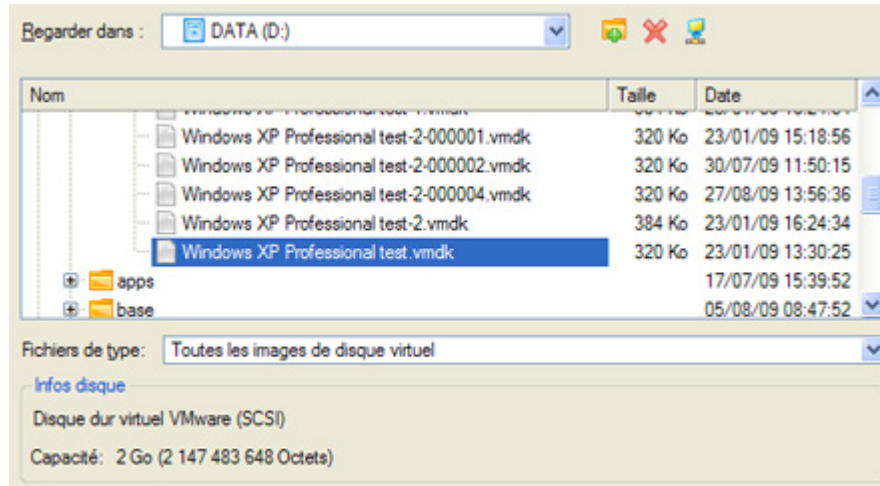 Regarder dans : DATA (D:)
Nom Taille Date
Windows XP Professional test-2-000001.vmdk 320 Ko 23/01/09 15:18:56
Windows XP Professional test-2-000002.vmdk 320 Ko 30/07/09 11:50:15
Windows XP Professional test-2-000004.vmdk 320 Ko 27/08/09 13:56:36
Windows XP Professional test-2.vmdk 384 Ko 23/01/09 16:24:34
Windows XP Professional test.vmdk 320 Ko 23/01/09 13:30:25
apps 17/07/09 15:39:52
base 05/08/09 08:47:52
Fichiers de type: Toutes les images de disque virtuel
Infos disque
Disque dur virtuel VMware (SCSI)
Capacité: 2 Go (2 147 483 648 Octets)